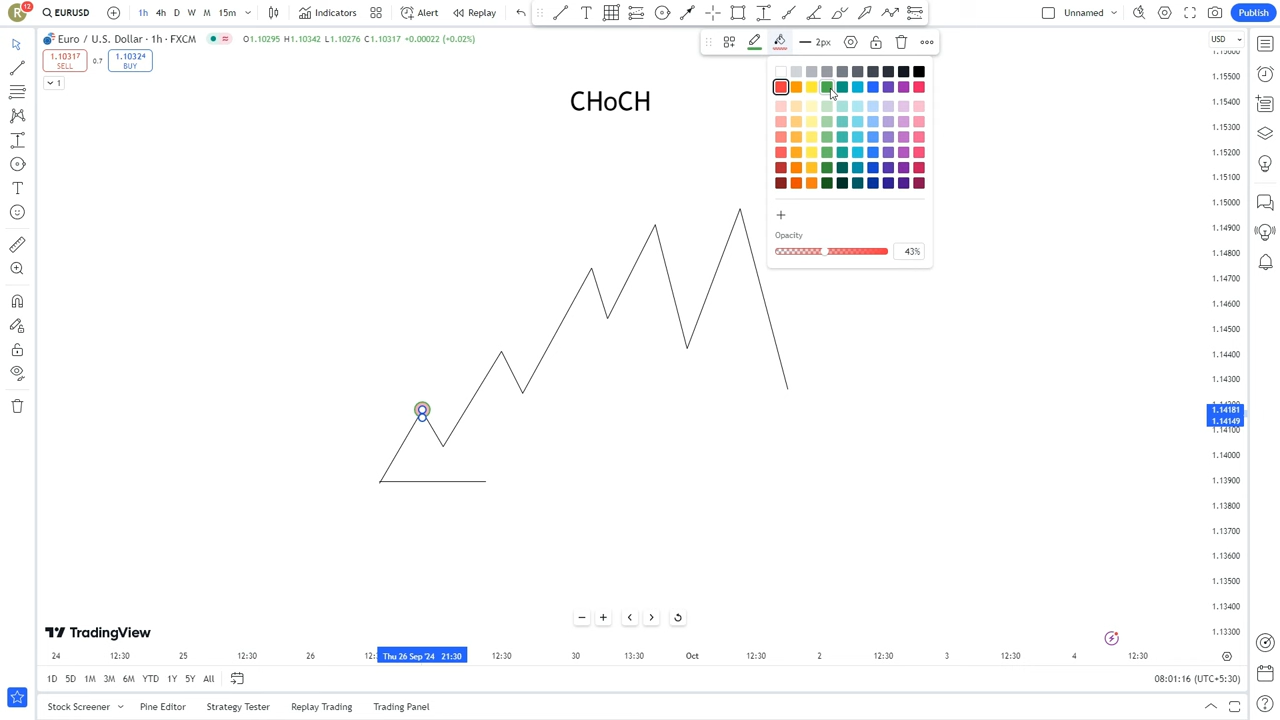 R 12 EURUSD 1h 4h D W M 15m Indicators Alert Replay Unnamed Publish
Euro / U.S. Dollar · 1h · FXCM O1.10295 H1.10342 L1.10276 C1.10317 +0.00022 (+0.02%)
2px
USD
1.10317 SELL 0.7 1.10324 BUY
1
CHoCH
Opacity
43%
1.15500
1.15400
1.15300
1.15200
1.15100
1.15000
1.14900
1.14800
1.14700
1.14600
1.14500
1.14400
1.14300
1.14181
1.14149
1.14100
1.14000
1.13900
1.13800
1.13700
1.13600
1.13500
1.13400
1.13300
TradingView
24 12:30 25 12:30 26 Thu 26 Sep '24 21:30 12:30 30 13:30 Oct 12:30 2 12:30 3 12:30 4 12:30
1D 5D 1M 3M 6M YTD 1Y 5Y All 08:01:16 (UTC+5:30)
Stock Screener Pine Editor Strategy Tester Replay Trading Trading Panel